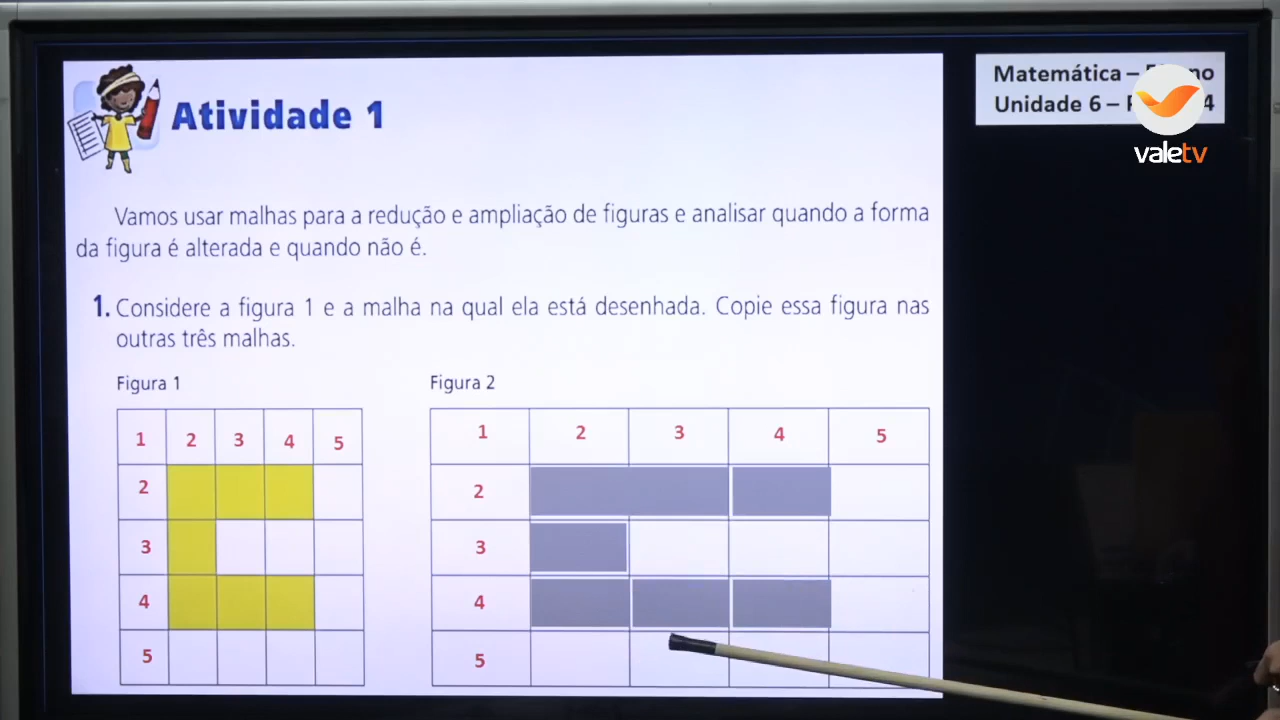 Atividade 1
Matemática –
Unidade 6 –
valetv
Vamos usar malhas para a redução e ampliação de figuras e analisar quando a forma
da figura é alterada e quando não é.
1. Considere a figura 1 e a malha na qual ela está desenhada. Copie essa figura nas
outras três malhas.
Figura 1
1 2 3 4 5
2
3
4
5
Figura 2
1 2 3 4 5
2
3
4
5